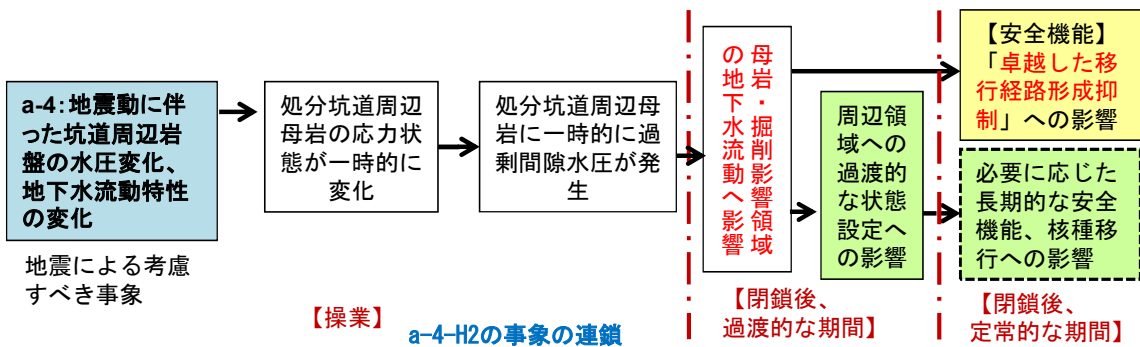 a-4：地震動に伴
った坑道周辺岩
盤の水圧変化、
地下水流動特性
の変化
地震による考慮
すべき事象
処分坑道周辺
母岩の応力状
態が一時的に
変化
処分坑道周辺母
岩に一時的に過
剰間隙水圧が発
生
【操業】
a-4-H2の事象の連鎖
母岩・掘削影響領域
の地下水流動へ影響
周辺領
域への
過渡的
な状態
設定へ
の影響
【閉鎖後、
過渡的な期間】
【安全機能】
「卓越した移
行経路形成抑
制」への影響
必要に応じた
長期的な安全
機能、核種移
行への影響
【閉鎖後、
定常的な期間】